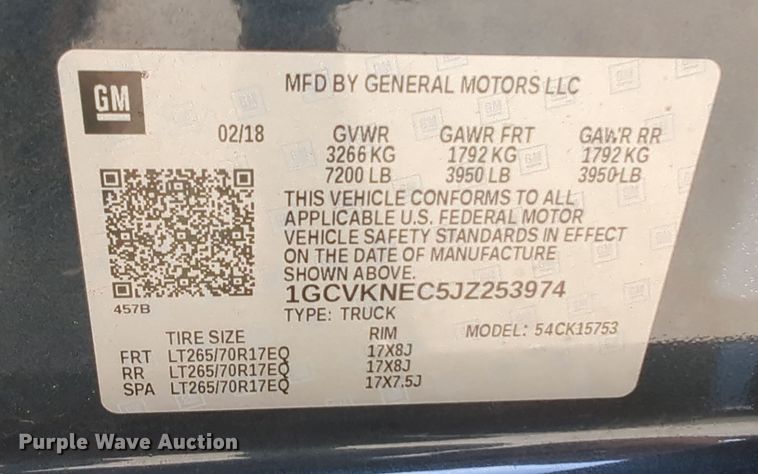 GM
MFD BY GENERAL MOTORS LLC
02/18 GVWR GAWR FRT GAWR RR
3266 KG 1792 KG 1792 KG
7200 LB 3950 LB 3950 LB
THIS VEHICLE CONFORMS TO ALL
APPLICABLE U.S. FEDERAL MOTOR
VEHICLE SAFETY STANDARDS IN EFFECT
ON THE DATE OF MANUFACTURE
SHOWN ABOVE.
1GCVKNEC5JZ253974
457B
TYPE: TRUCK
TIRE SIZE RIM MODEL: 54CK15753
FRT LT265/70R17EQ 17X8J
RR LT265/70R17EQ 17X8J
SPA LT265/70R17EQ 17X7.5J
Purple Wave Auction